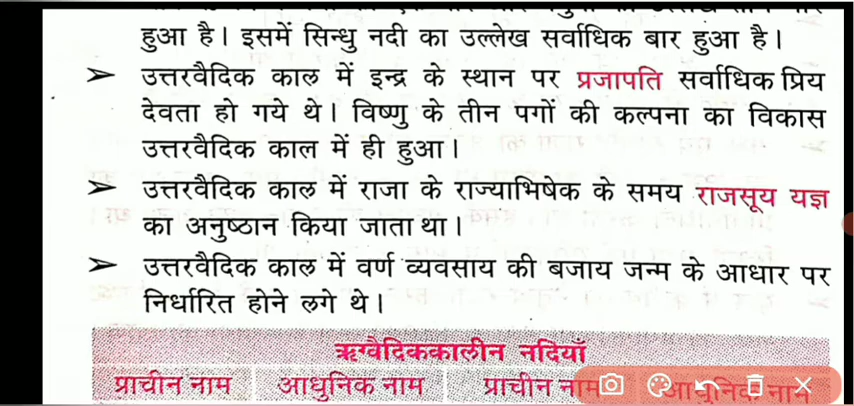 हुआ है। इसमें सिन्धु नदी का उल्लेख सर्वाधिक बार हुआ है।
➢ उत्तरवैदिक काल में इन्द्र के स्थान पर प्रजापति सर्वाधिक प्रिय
देवता हो गये थे। विष्णु के तीन पगों की कल्पना का विकास
उत्तरवैदिक काल में ही हुआ।
➢ उत्तरवैदिक काल में राजा के राज्याभिषेक के समय राजसूय यज्ञ
का अनुष्ठान किया जाता था।
➢ उत्तरवैदिक काल में वर्ण व्यवसाय की बजाय जन्म के आधार पर
निर्धारित होने लगे थे।
ऋग्वैदिककालीन नदियाँ
प्राचीन नाम आधुनिक नाम प्राचीन नाम आधुनिक नाम